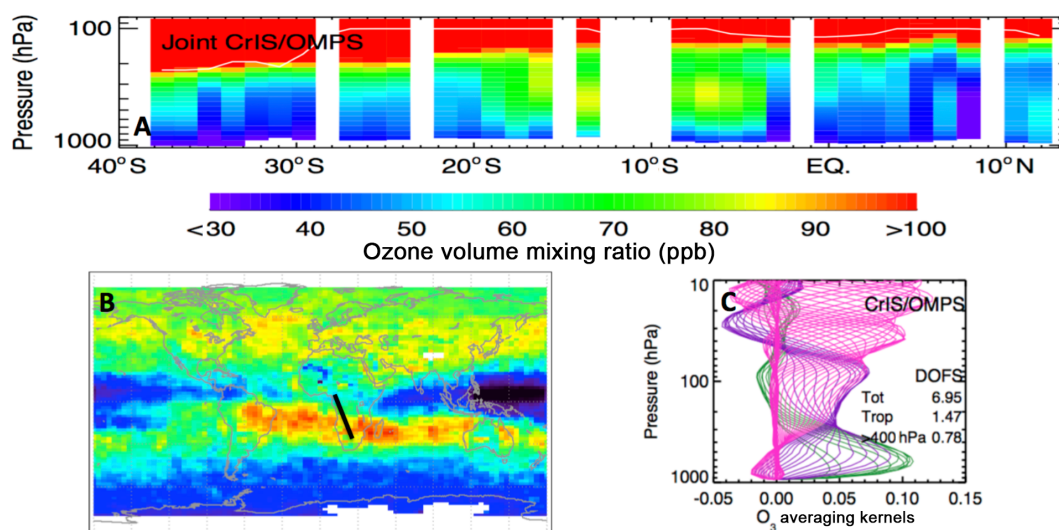 Pressure (hPa)
100
1000
Joint CrIS/OMPS
A
40°S 30°S 20°S 10°S EQ. 10°N
<30 40 50 60 70 80 90 >100
Ozone volume mixing ratio (ppb)
B
C
CrIS/OMPS
Pressure (hPa)
10
100
1000
DOFS
Tot 6.95
Trop 1.47
>400 hPa 0.78
-0.05 0.00 0.05 0.10 0.15
O₃ averaging kernels